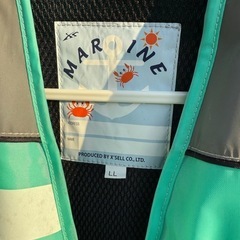 MARINE
PRODUCED BY X'SELL CO., LTD.
LL